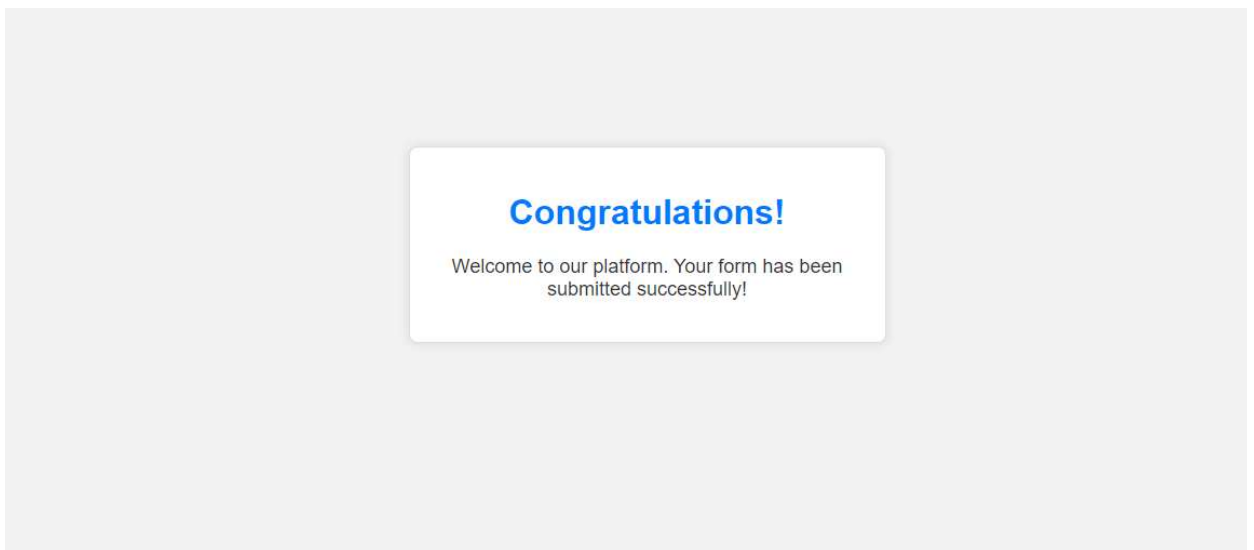 Congratulations!
Welcome to our platform. Your form has been
submitted successfully!